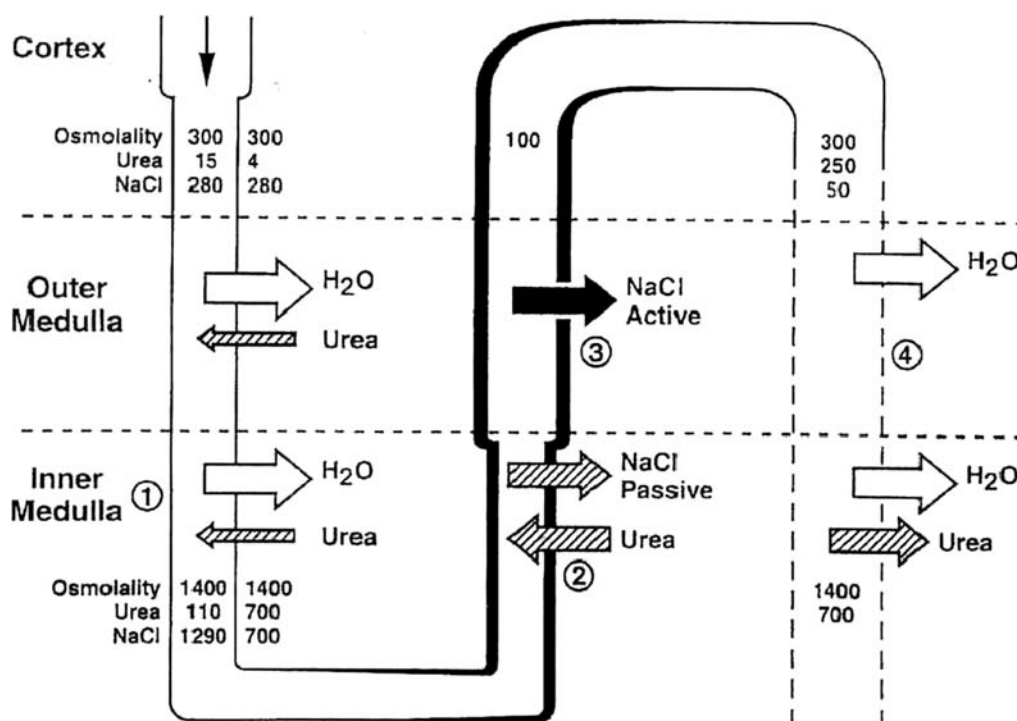 Cortex
Osmolality 300 300
Urea 15 4
NaCl 280 280
100
300
250
50
Outer
Medulla
H2O
Urea
NaCl
Active
③
H2O
④
Inner
Medulla
①
H2O
Urea
NaCl
Passive
Urea
②
H2O
Urea
Osmolality 1400 1400
Urea 110 700
NaCl 1290 700
1400
700